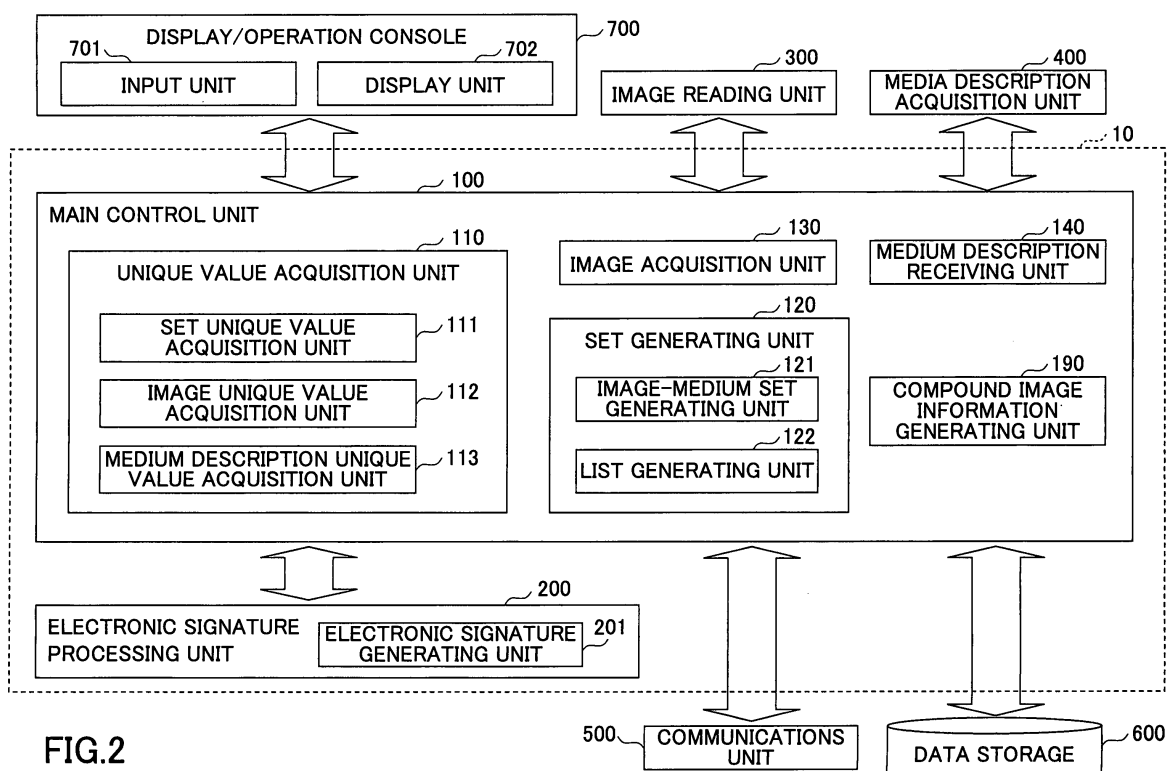 DISPLAY/OPERATION CONSOLE
700
701
INPUT UNIT
702
DISPLAY UNIT
300
IMAGE READING UNIT
400
MEDIA DESCRIPTION
ACQUISITION UNIT
10
100
MAIN CONTROL UNIT
110
UNIQUE VALUE ACQUISITION UNIT
SET UNIQUE VALUE
ACQUISITION UNIT
111
IMAGE UNIQUE VALUE
ACQUISITION UNIT
112
MEDIUM DESCRIPTION UNIQUE
VALUE ACQUISITION UNIT
113
130
IMAGE ACQUISITION UNIT
140
MEDIUM DESCRIPTION
RECEIVING UNIT
120
SET GENERATING UNIT
121
IMAGE-MEDIUM SET
GENERATING UNIT
122
LIST GENERATING UNIT
190
COMPOUND IMAGE
INFORMATION
GENERATING UNIT
200
ELECTRONIC SIGNATURE
PROCESSING UNIT
ELECTRONIC SIGNATURE
GENERATING UNIT
201
500
COMMUNICATIONS
UNIT
DATA STORAGE
600
FIG.2